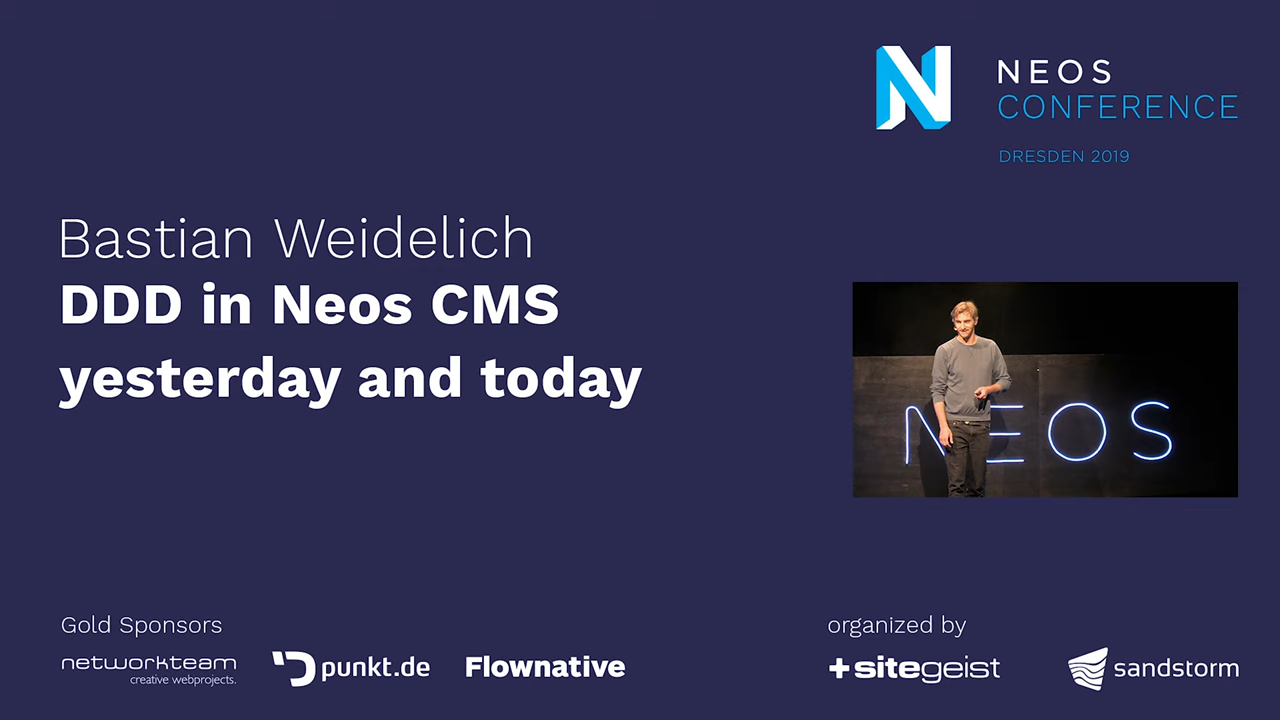 NEOS
CONFERENCE
DRESDEN 2019
Bastian Weidelich
DDD in Neos CMS
yesterday and today
NEOS
Gold Sponsors
organized by
networkteam
creative webprojects.
punkt.de
Flownative
+sitegeist
sandstorm